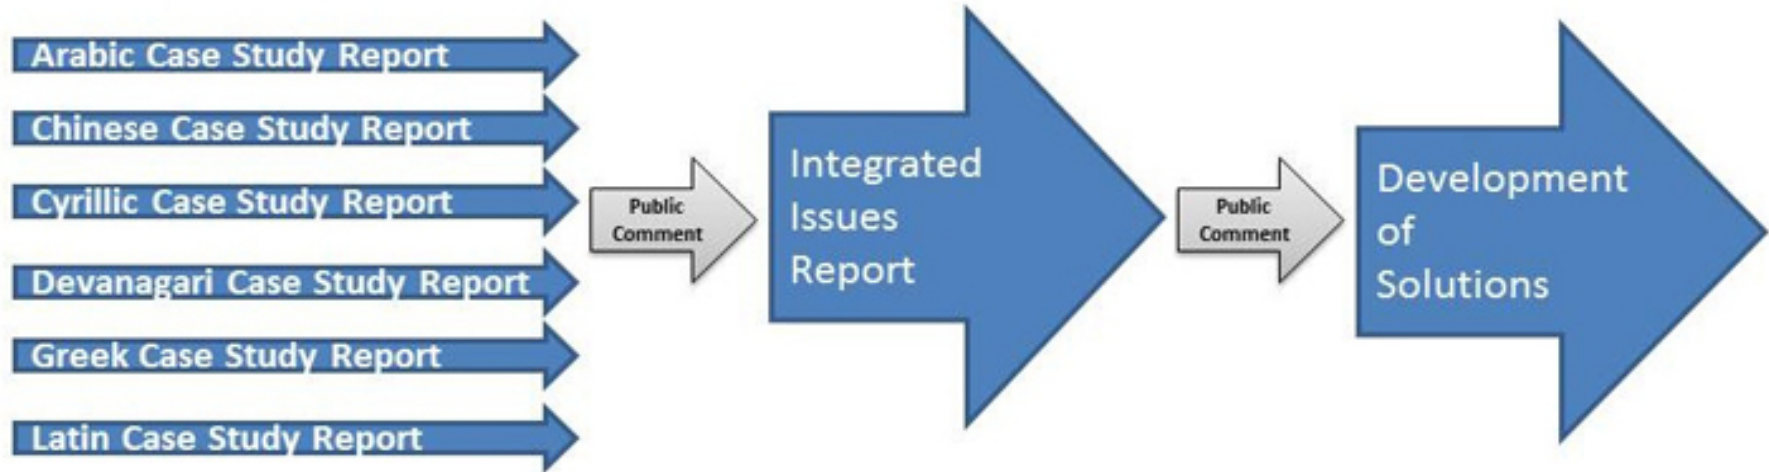 Arabic Case Study Report
Chinese Case Study Report
Cyrillic Case Study Report
Devanagari Case Study Report
Greek Case Study Report
Latin Case Study Report
Public
Comment
Integrated
Issues
Report
Public
Comment
Development
of
Solutions